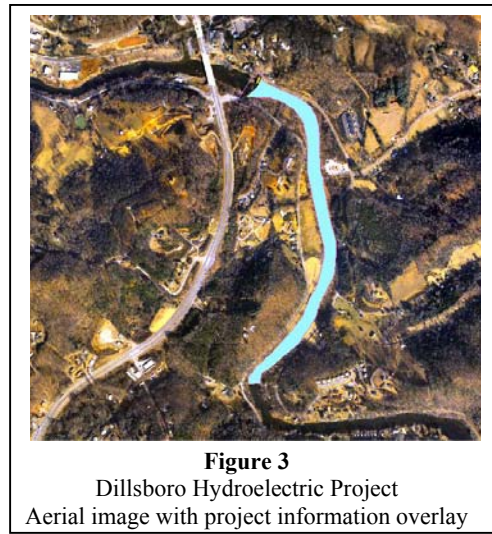 Figure 3
Dillsboro Hydroelectric Project
Aerial image with project information overlay